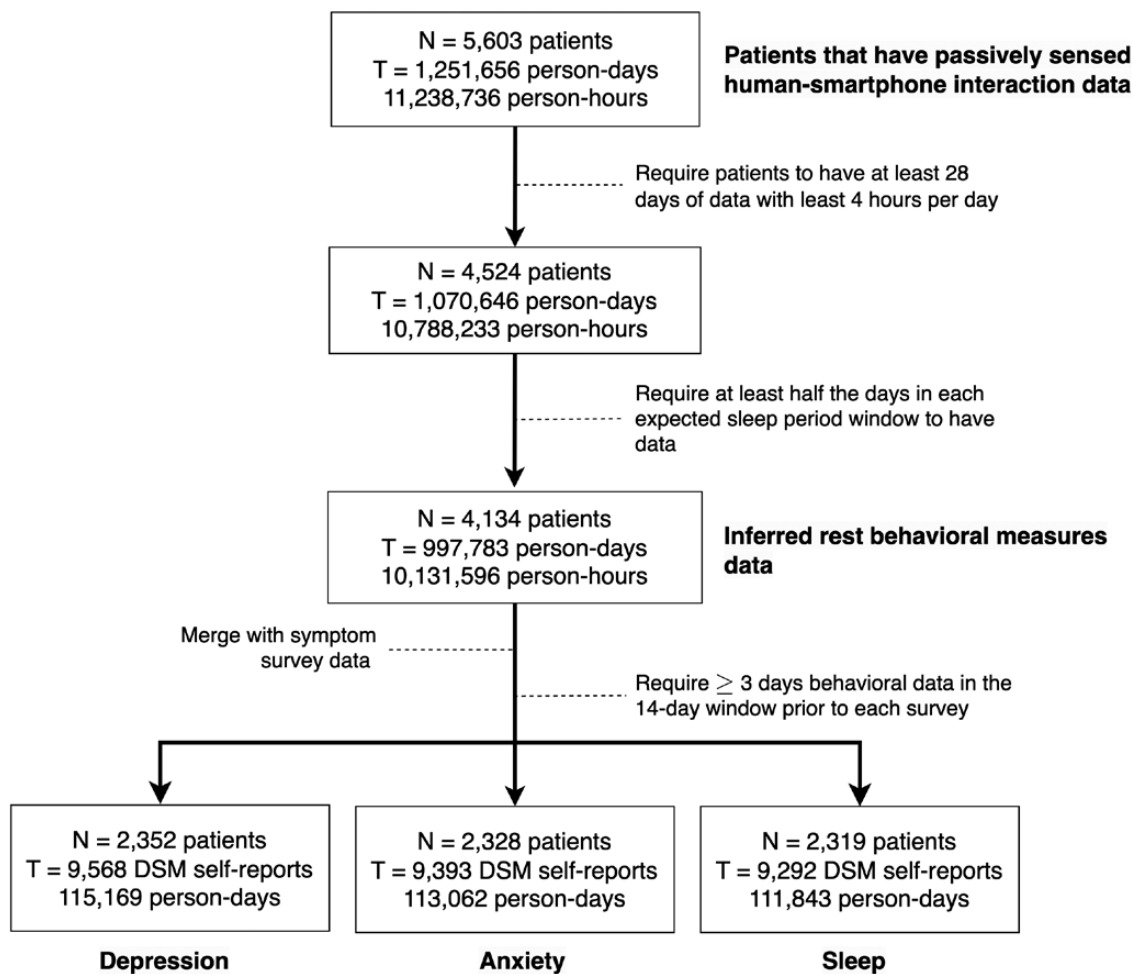 N = 5,603 patients
T = 1,251,656 person-days
11,238,736 person-hours
Patients that have passively sensed
human-smartphone interaction data
Require patients to have at least 28
days of data with least 4 hours per day
N = 4,524 patients
T = 1,070,646 person-days
10,788,233 person-hours
Require at least half the days in each
expected sleep period window to have
data
N = 4,134 patients
T = 997,783 person-days
10,131,596 person-hours
Inferred rest behavioral measures
data
Merge with symptom
survey data
Require ≥ 3 days behavioral data in the
14-day window prior to each survey
N = 2,352 patients
T = 9,568 DSM self-reports
115,169 person-days
Depression
N = 2,328 patients
T = 9,393 DSM self-reports
113,062 person-days
Anxiety
N = 2,319 patients
T = 9,292 DSM self-reports
111,843 person-days
Sleep